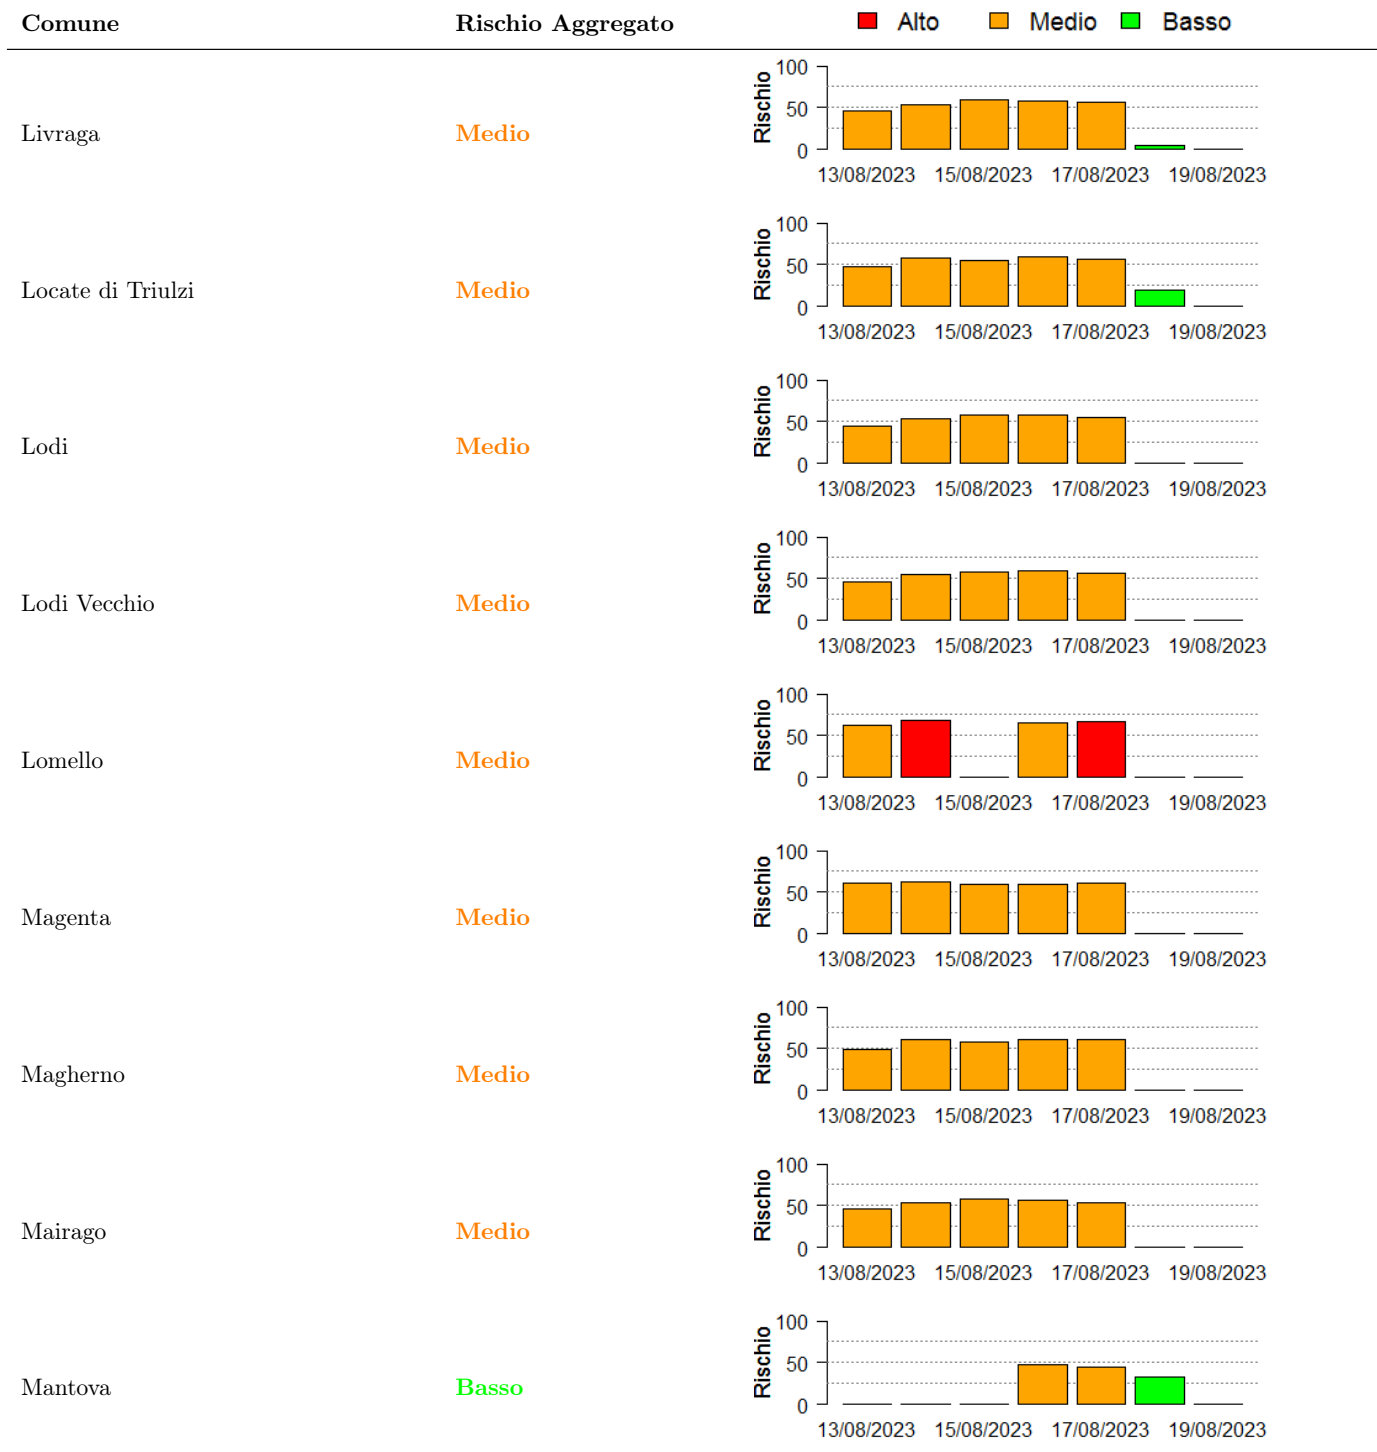 Comune Rischio Aggregato Alto Medio Basso
Livraga Medio
Rischio
100
50
0
13/08/2023 15/08/2023 17/08/2023 19/08/2023
Locate di Triulzi Medio
Rischio
100
50
0
13/08/2023 15/08/2023 17/08/2023 19/08/2023
Lodi Medio
Rischio
100
50
0
13/08/2023 15/08/2023 17/08/2023 19/08/2023
Lodi Vecchio Medio
Rischio
100
50
0
13/08/2023 15/08/2023 17/08/2023 19/08/2023
Lomello Medio
Rischio
100
50
0
13/08/2023 15/08/2023 17/08/2023 19/08/2023
Magenta Medio
Rischio
100
50
0
13/08/2023 15/08/2023 17/08/2023 19/08/2023
Magherno Medio
Rischio
100
50
0
13/08/2023 15/08/2023 17/08/2023 19/08/2023
Mairago Medio
Rischio
100
50
0
13/08/2023 15/08/2023 17/08/2023 19/08/2023
Mantova Basso
Rischio
100
50
0
13/08/2023 15/08/2023 17/08/2023 19/08/2023